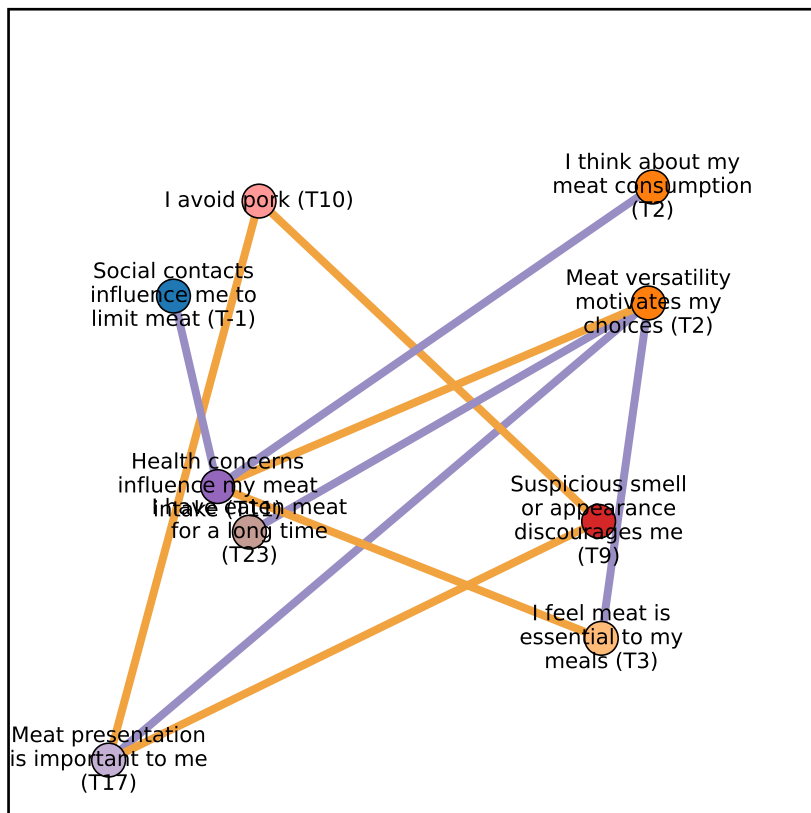 I think about my
meat consumption
(T2)
I avoid pork (T10)
Social contacts
influence me to
limit meat (T-1)
Meat versatility
motivates my
choices (T2)
Health concerns
influence my meat
intake (T11)
I have eaten meat
for a long time
(T23)
Suspicious smell
or appearance
discourages me
(T9)
I feel meat is
essential to my
meals (T3)
Meat presentation
is important to me
(T17)